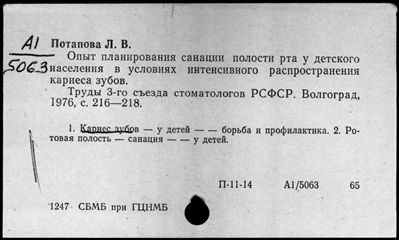 А1
5063
Потапова Л. В.
Опыт планирования санации полости рта у детского
населения в условиях интенсивного распространения
кариеса зубов.
Труды 3-го съезда стоматологов РСФСР. Волгоград,
1976, с. 216—218.
1. Кариес зубов — у детей — — борьба и профилактика. 2. Ро-
товая полость — санация — — у детей.
П-11-14 А1/5063 65
1247 СБМБ при ГЦНМБ